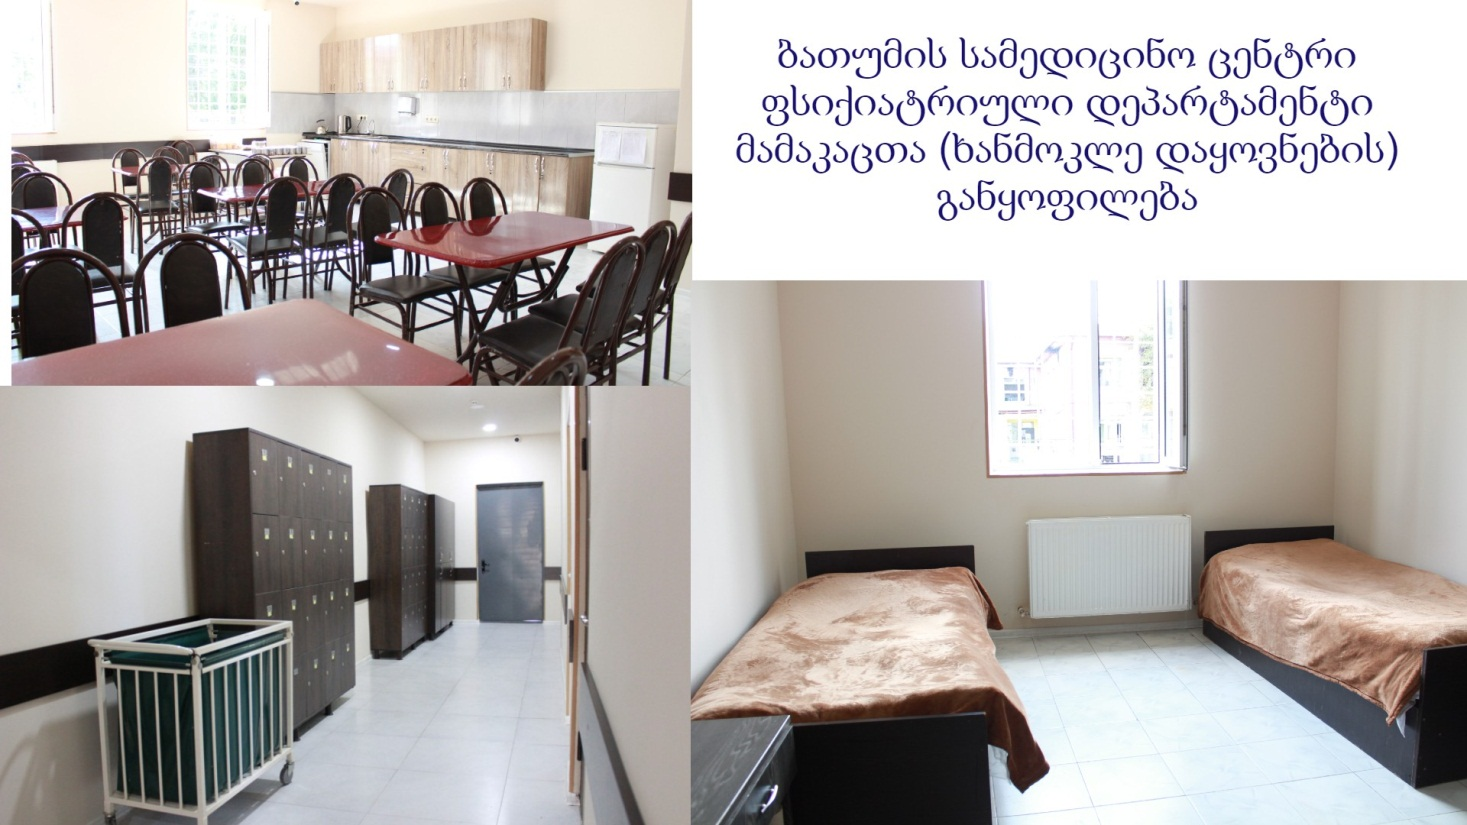 ბათუმის სამედიცინო ცენტრი
ფსიქიატრიული დეპარტამენტი
მამაკაცთა (ხანმოკლე დაყოვნების)
განყოფილება